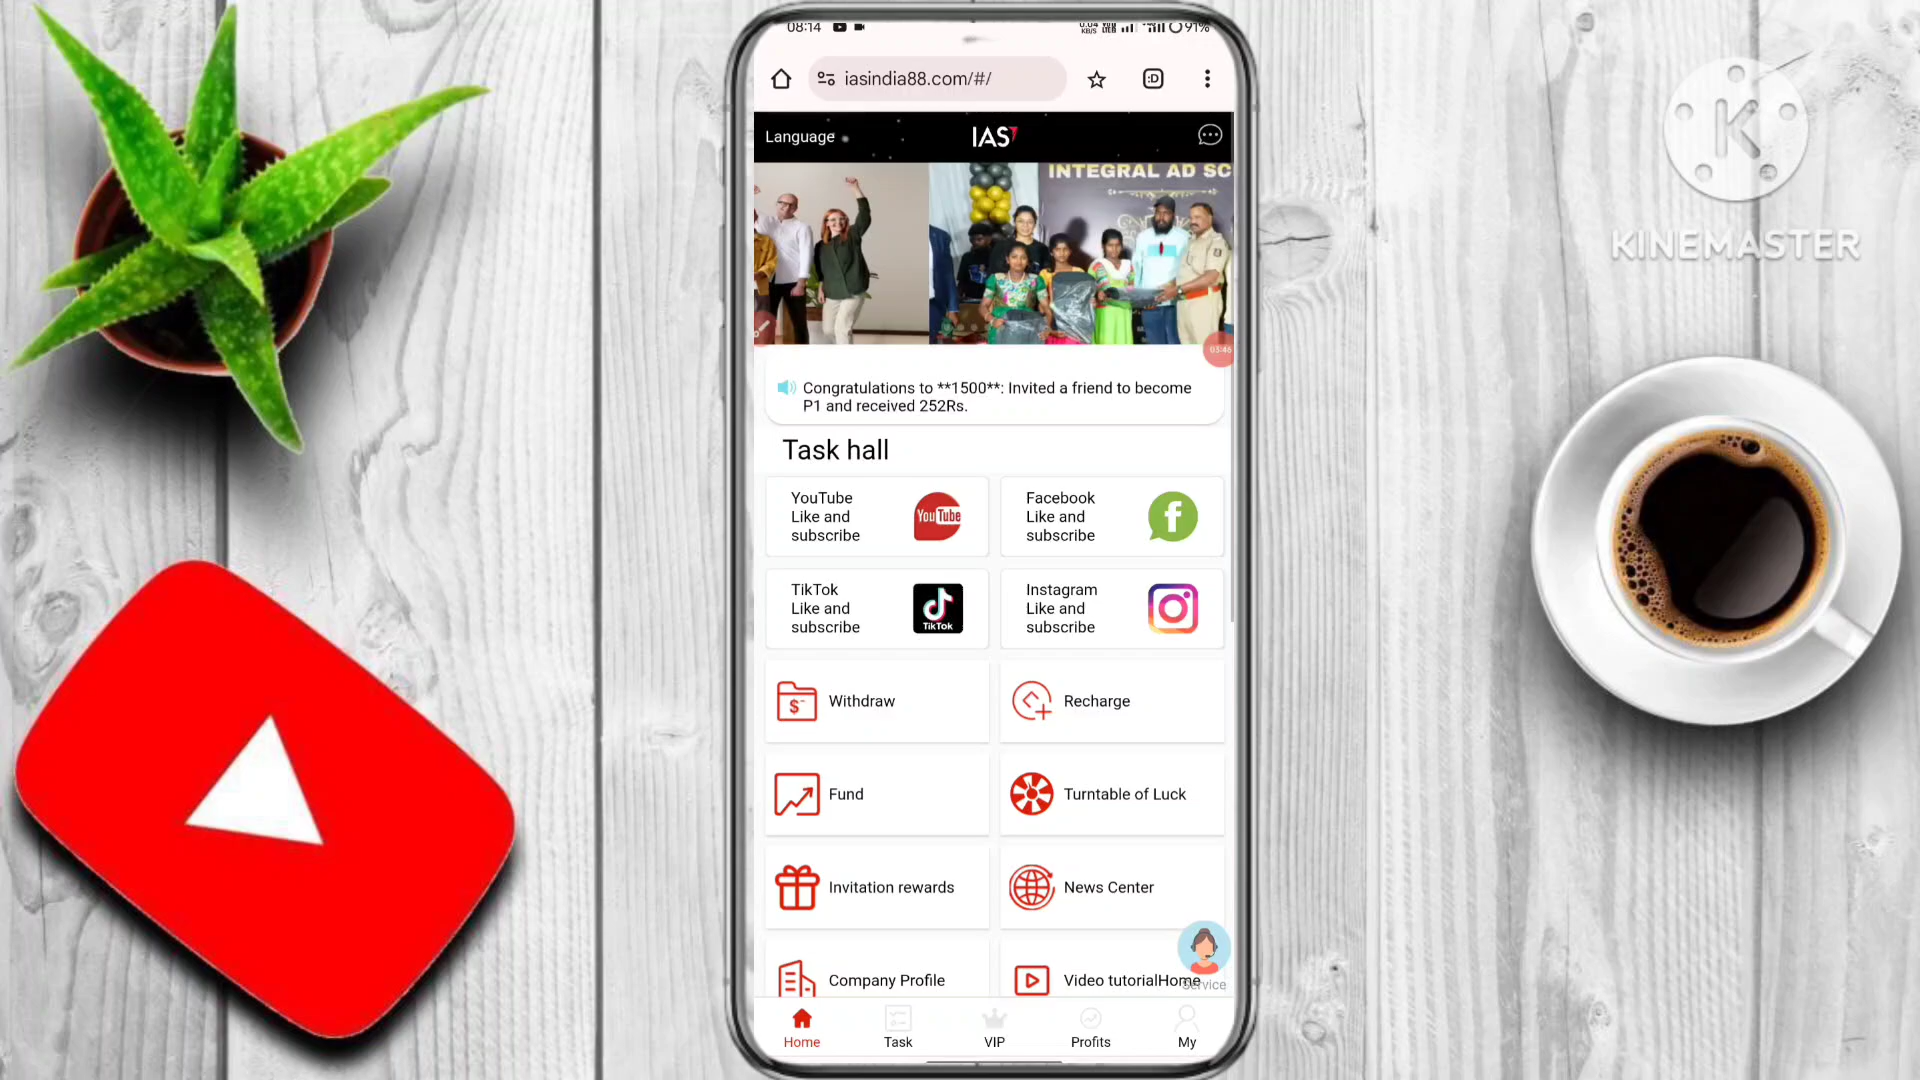 08:14
91%
iasindia88.com/#/
:D
Language
IAS
INTEGRAL AD SC
03:46
Congratulations to **1500**: Invited a friend to become
P1 and received 252Rs.
Task hall
YouTube
Like and
subscribe
YouTube
Facebook
Like and
subscribe
TikTok
Like and
subscribe
TikTok
Instagram
Like and
subscribe
Withdraw
Recharge
Fund
Turntable of Luck
Invitation rewards
News Center
Company Profile
Video tutorialHome
Service
Home
Task
VIP
Profits
My
K
KINEMASTER